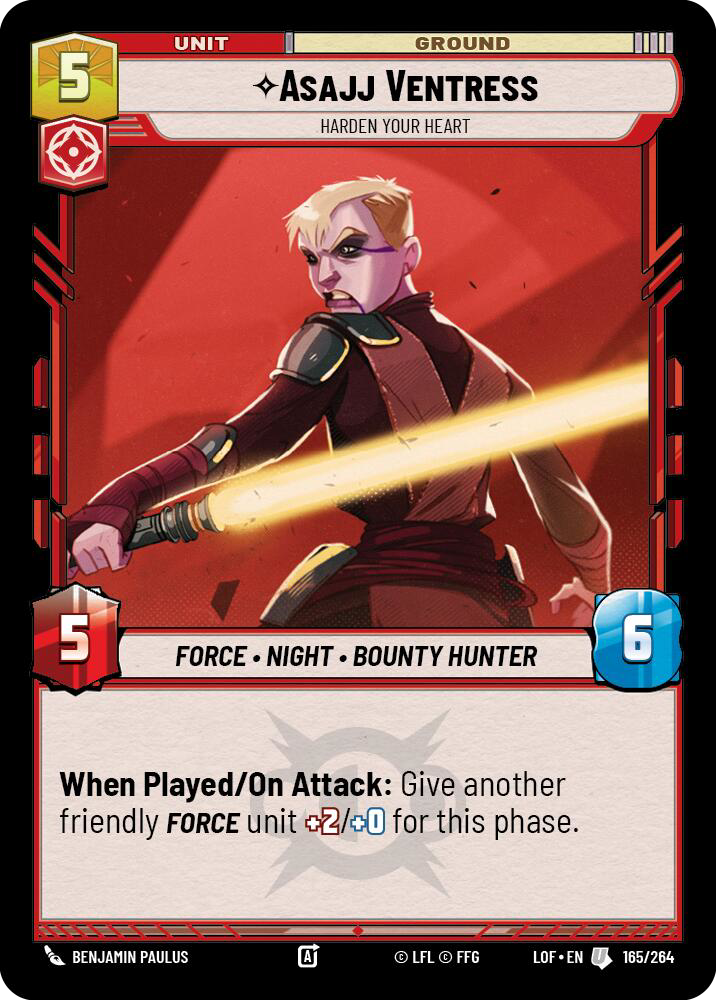 UNIT
GROUND
5
✧ASAJJ VENTRESS
HARDEN YOUR HEART
5
FORCE • NIGHT • BOUNTY HUNTER
6
When Played/On Attack: Give another
friendly FORCE unit +2/+0 for this phase.
BENJAMIN PAULUS
A
© LFL © FFG
LOF • EN
U
165/264